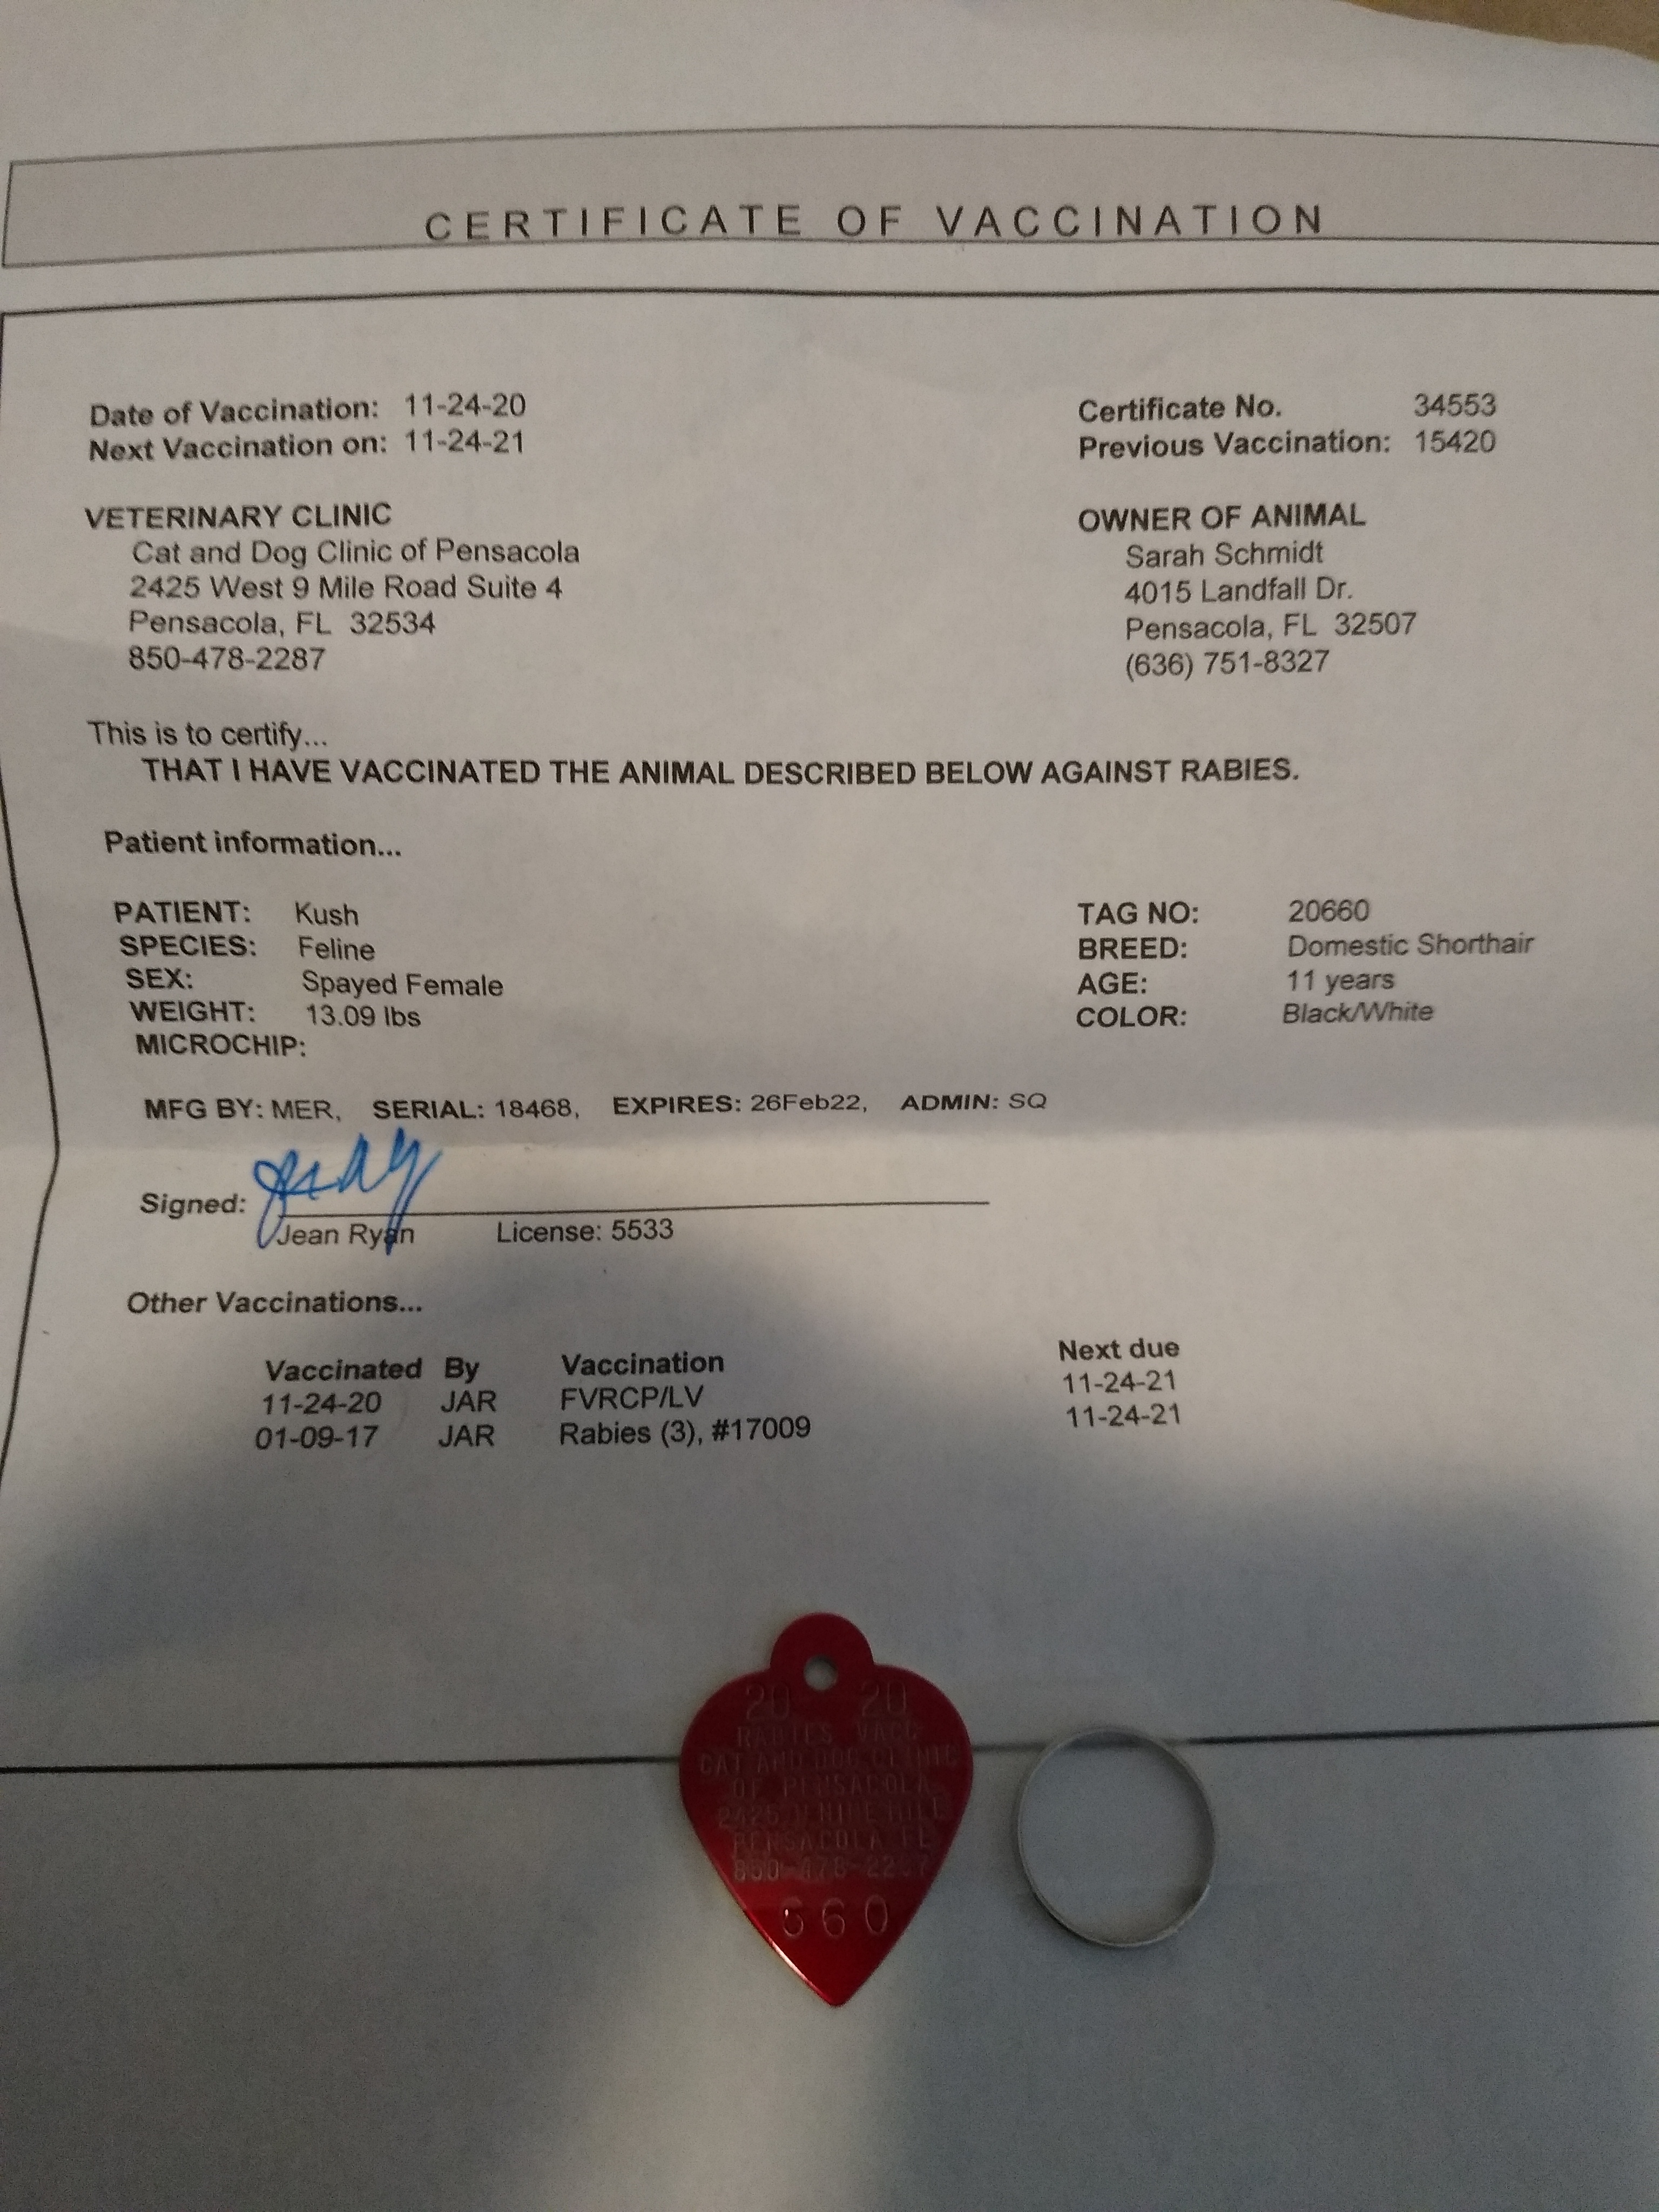 CERTIFICATE OF VACCINATION
Date of Vaccination: 11-24-20
Next Vaccination on: 11-24-21
Certificate No. 34553
Previous Vaccination: 15420
VETERINARY CLINIC
Cat and Dog Clinic of Pensacola
2425 West 9 Mile Road Suite 4
Pensacola, FL 32534
850-478-2287
OWNER OF ANIMAL
Sarah Schmidt
4015 Landfall Dr.
Pensacola, FL 32507
(636) 751-8327
This is to certify...
THAT I HAVE VACCINATED THE ANIMAL DESCRIBED BELOW AGAINST RABIES.
Patient information...
PATIENT: Kush
SPECIES: Feline
SEX: Spayed Female
WEIGHT: 13.09 lbs
MICROCHIP:
TAG NO: 20660
BREED: Domestic Shorthair
AGE: 11 years
COLOR: Black/White
MFG BY: MER, SERIAL: 18468, EXPIRES: 26Feb22, ADMIN: SQ
Signed:
Jean Ryan License: 5533
Other Vaccinations...
Vaccinated By Vaccination Next due
11-24-20 JAR FVRCP/LV 11-24-21
01-09-17 JAR Rabies (3), #17009 11-24-21
20 20
RABIES VACC
CAT AND DOG CLINIC
OF PENSACOLA
2425 NINE MILE
PENSACOLA FL
850-478-2287
660